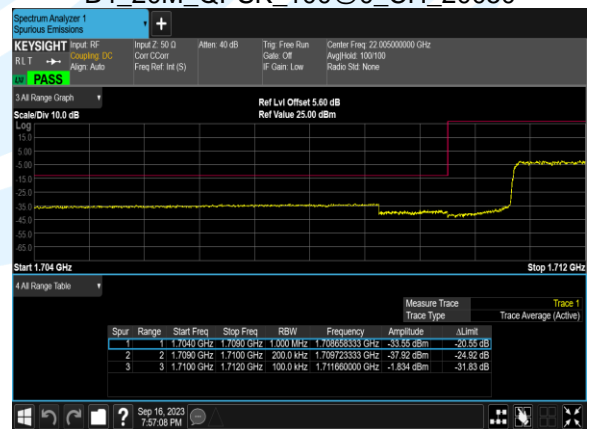 Spectrum Analyzer 1
Spurious Emissions
+
KEYSIGHT Input: RF Input Z: 50 Ω Atten: 40 dB Trig: Free Run Center Freq: 22.005000000 GHz
RLT Coupling: DC Corr CCorr Gate: Off Avg|Hold: 100/100
Align: Auto Freq Ref: Int (S) IF Gain: Low Radio Std: None
PASS
3 All Range Graph
Ref Lvl Offset 5.60 dB
Scale/Div 10.0 dB Ref Value 25.00 dBm
Log
15.0
5.00
-5.00
-15.0
-25.0
-35.0
-45.0
-55.0
-65.0
Start 1.704 GHz Stop 1.712 GHz
4 All Range Table
Measure Trace Trace 1
Trace Type Trace Average (Active)
Spur Range Start Freq Stop Freq RBW Frequency Amplitude ΔLimit
1 1 1.7040 GHz 1.7090 GHz 1.000 MHz 1.708658333 GHz -33.55 dBm -20.55 dB
2 2 1.7090 GHz 1.7100 GHz 200.0 kHz 1.709723333 GHz -37.92 dBm -24.92 dB
3 3 1.7100 GHz 1.7120 GHz 100.0 kHz 1.711660000 GHz -1.834 dBm -31.83 dB
? Sep 16, 2023
7:57:08 PM